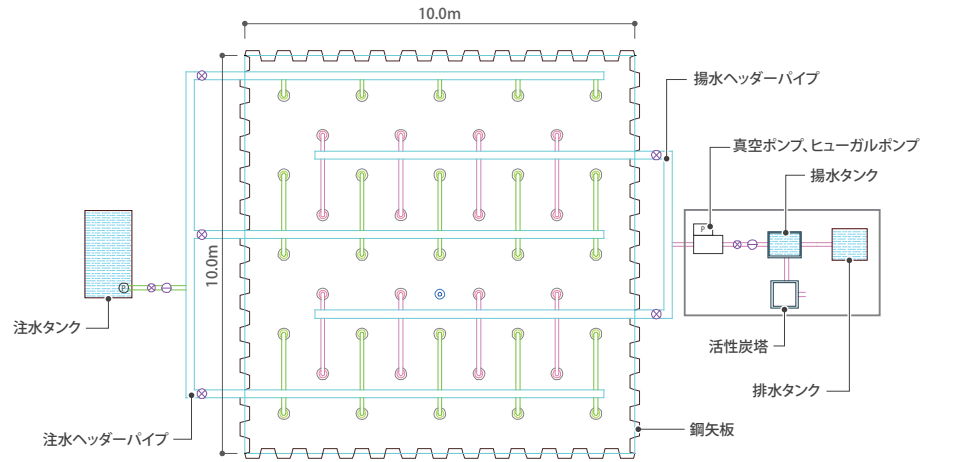 10.0m
揚水ヘッダーパイプ
真空ポンプ、ヒューガルポンプ
揚水タンク
P
10.0m
P
注水タンク
活性炭塔
排水タンク
鋼矢板
注水ヘッダーパイプ